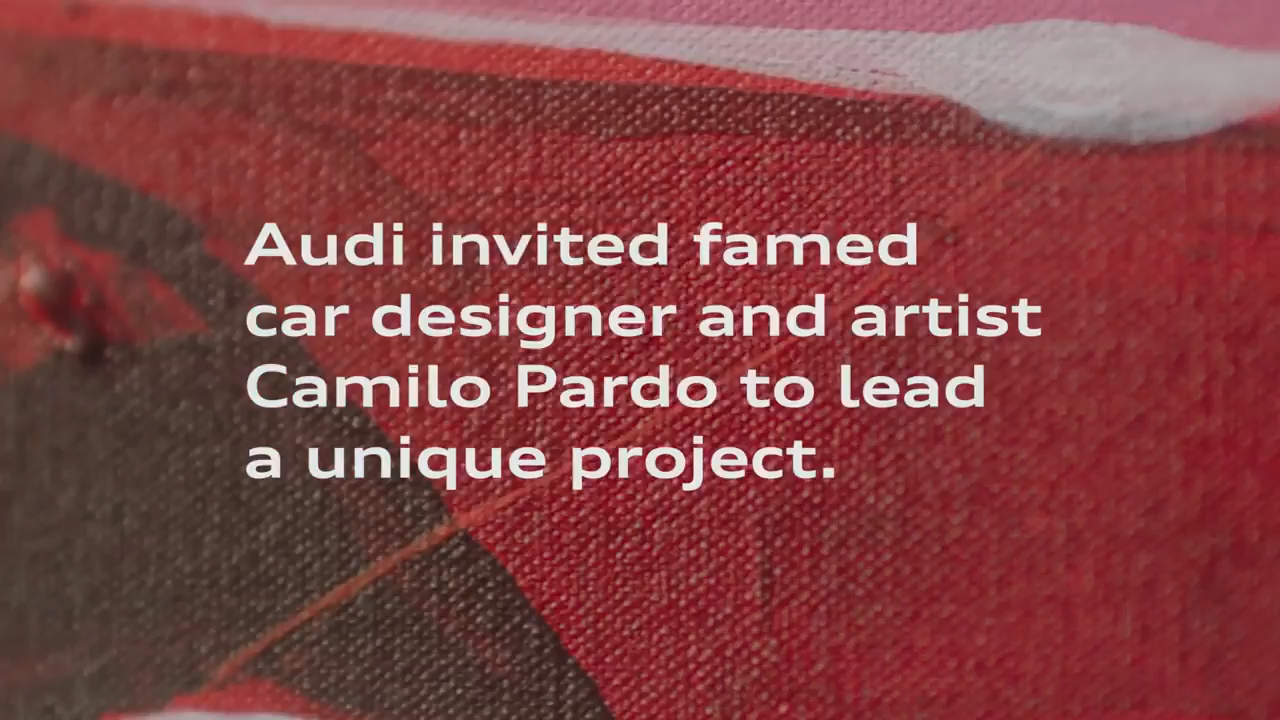 Audi invited famed
car designer and artist
Camilo Pardo to lead
a unique project.